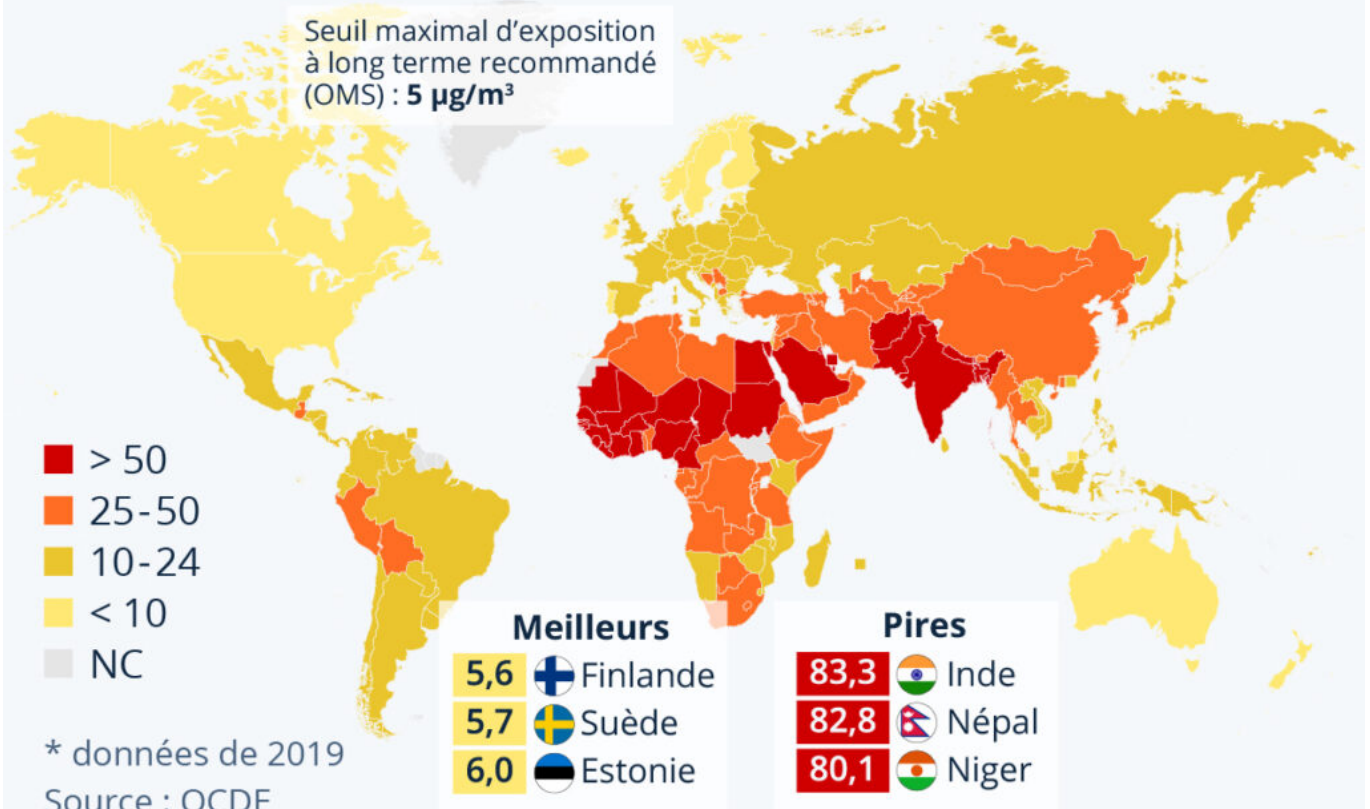 Seuil maximal d'exposition
à long terme recommandé
(OMS) : 5 µg/m³
> 50
25-50
10-24
< 10
NC
* données de 2019
Source : OCDE
Meilleurs
5,6 Finlande
5,7 Suède
6,0 Estonie
Pires
83,3 Inde
82,8 Népal
80,1 Niger